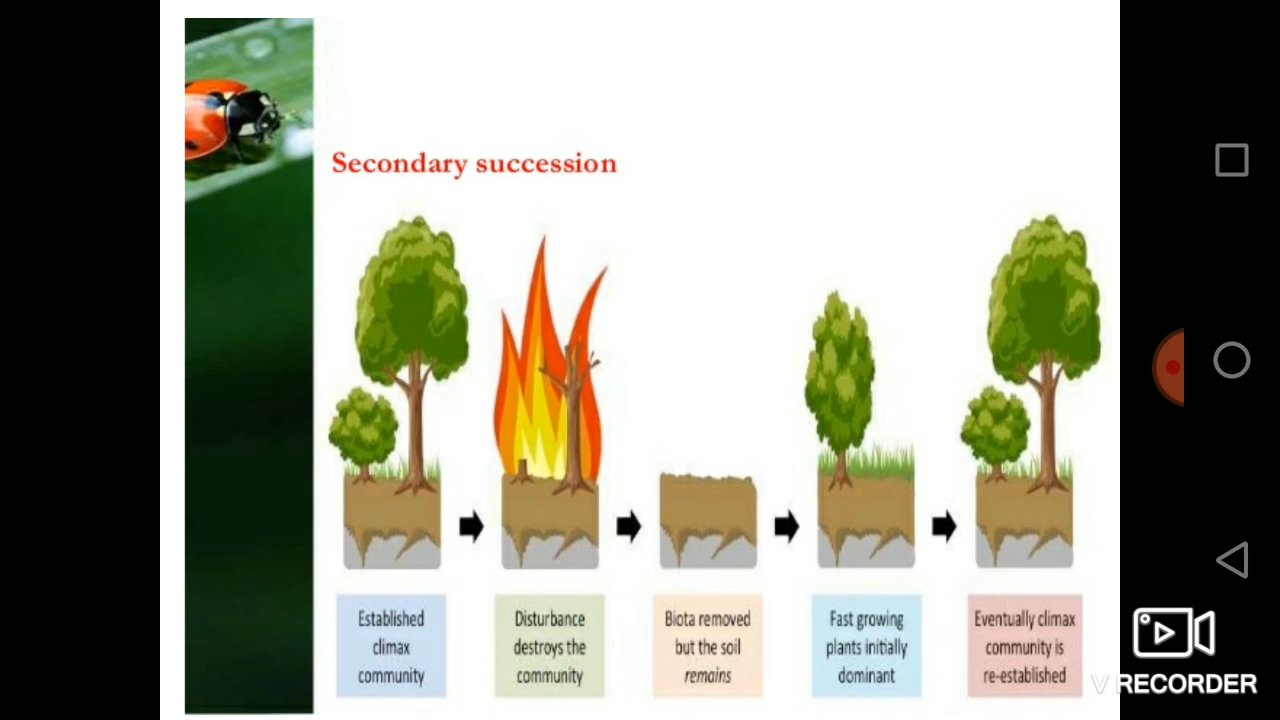 Secondary succession
Established
climax
community
Disturbance
destroys the
community
Biota removed
but the soil
remains
Fast growing
plants initially
dominant
Eventually climax
community is
re-established
V RECORDER